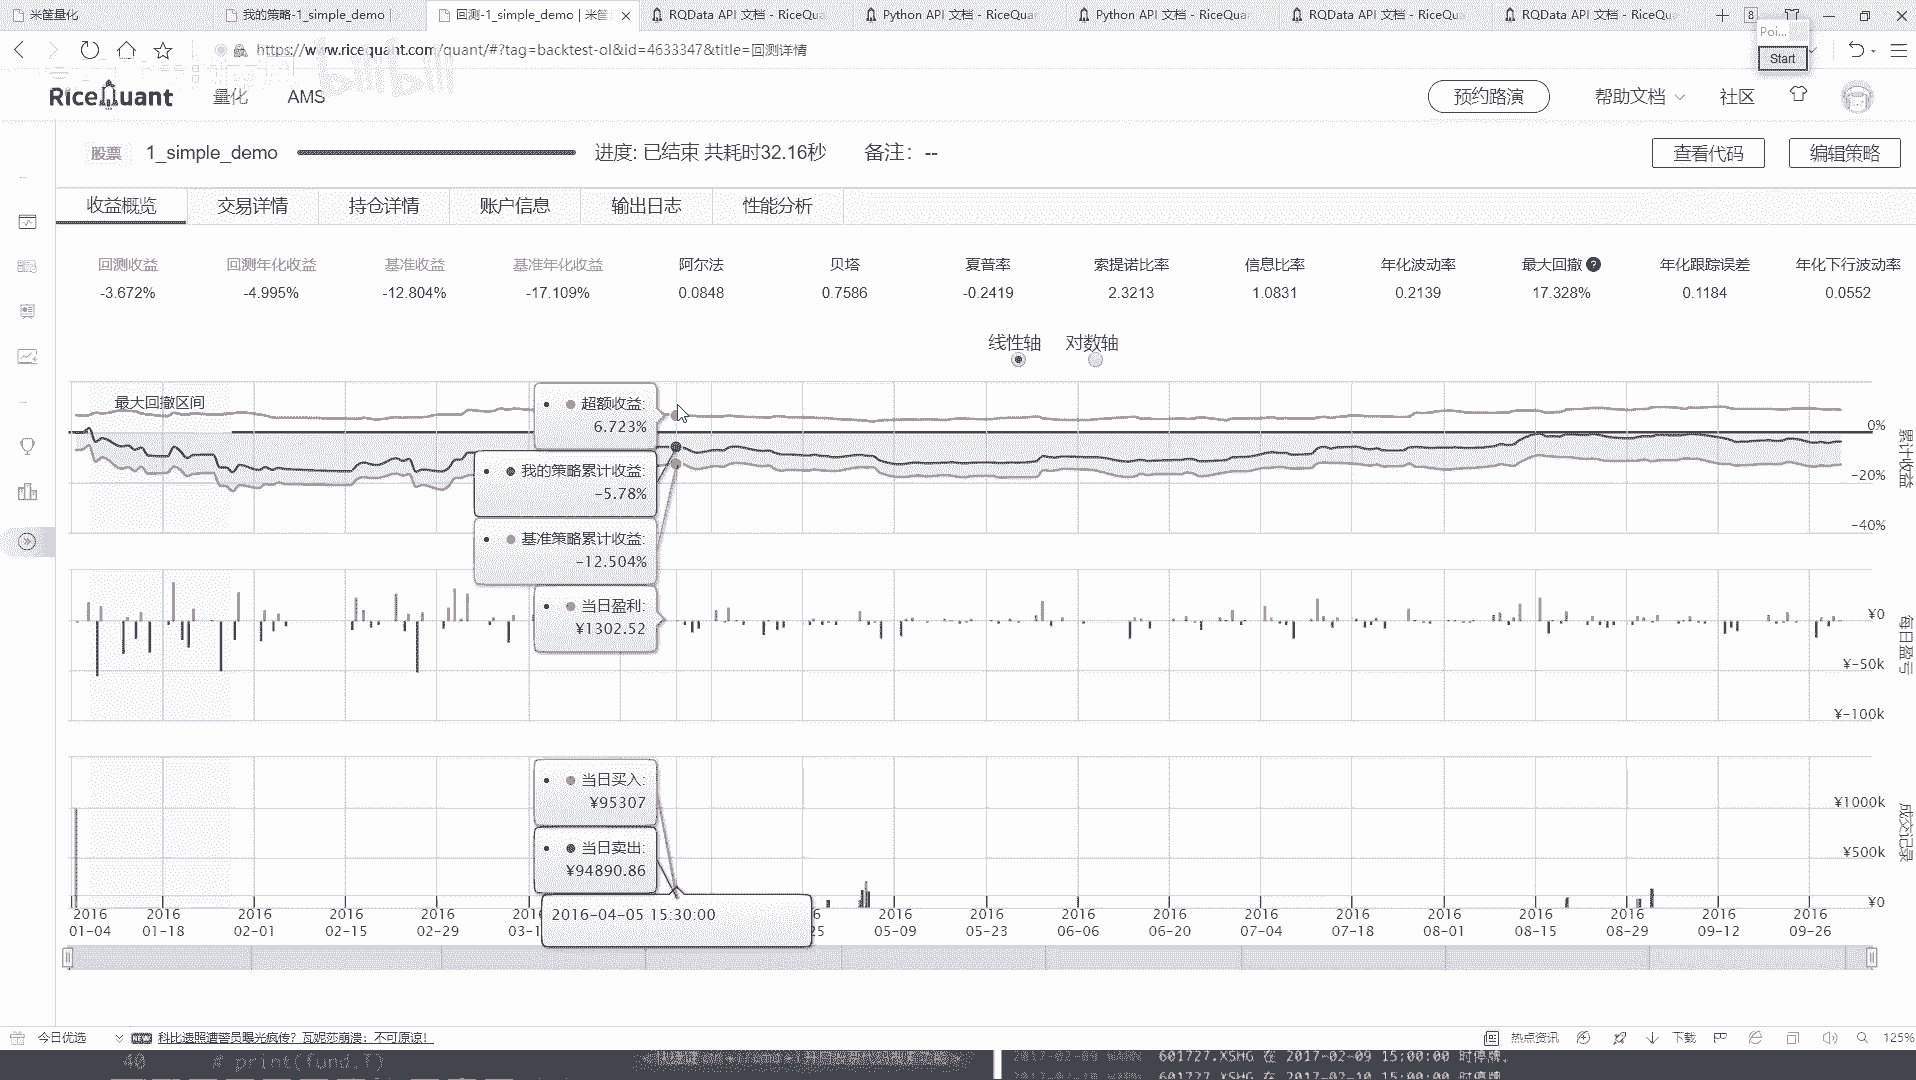 米筐量化 我的策略-1_simple_demo 回测-1_simple_demo | 米筐 RQData API 文档 - RiceQua Python API 文档 - RiceQuan Python API 文档 - RiceQuan RQData API 文档 - RiceQua RQData API 文档 - RiceQua 8
Poi...
https://www.ricequant.com/quant/#?tag=backtest-ol&id=4633347&title=回测详情
Start
bilibili
RiceQuant 量化 AMS 预约路演 帮助文档 社区
股票 1_simple_demo 进度: 已结束 共耗时32.16秒 备注: -- 查看代码 编辑策略
收益概览 交易详情 持仓详情 账户信息 输出日志 性能分析
回测收益 回测年化收益 基准收益 基准年化收益 阿尔法 贝塔 夏普率 索提诺比率 信息比率 年化波动率 最大回撤 ? 年化跟踪误差 年化下行波动率
-3.672% -4.995% -12.804% -17.109% 0.0848 0.7586 -0.2419 2.3213 1.0831 0.2139 17.328% 0.1184 0.0552
线性轴 对数轴
最大回撤区间
超额收益:
6.723%
我的策略累计收益:
-5.78%
基准策略累计收益:
-12.504%
0%
-20%
-40%
累计收益
当日盈利:
¥1302.52
¥0
¥-50k
¥-100k
每日盈亏
当日买入:
¥95307
当日卖出:
¥94890.86
¥1000k
¥500k
¥0
成交记录
2016-04-05 15:30:00
2016 2016 2016 2016 2016 201 6 2016 2016 2016 2016 2016 2016 2016 2016 2016 2016 2016
01-04 01-18 02-01 02-15 02-29 03-1 25 05-09 05-23 06-06 06-20 07-04 07-18 08-01 08-15 08-29 09-12 09-26
今日优选 NEW 科比遗照遭警员曝光疯传?瓦妮莎崩溃:不可原谅! 热点资讯 下载 125%
40 # print(fund.T)
2017-02-09 WARN 601727.XSHG 在 2017-02-09 15:00:00 时停牌。
601727.XSHG 在 2017-02-10 15:00:00 时停牌。